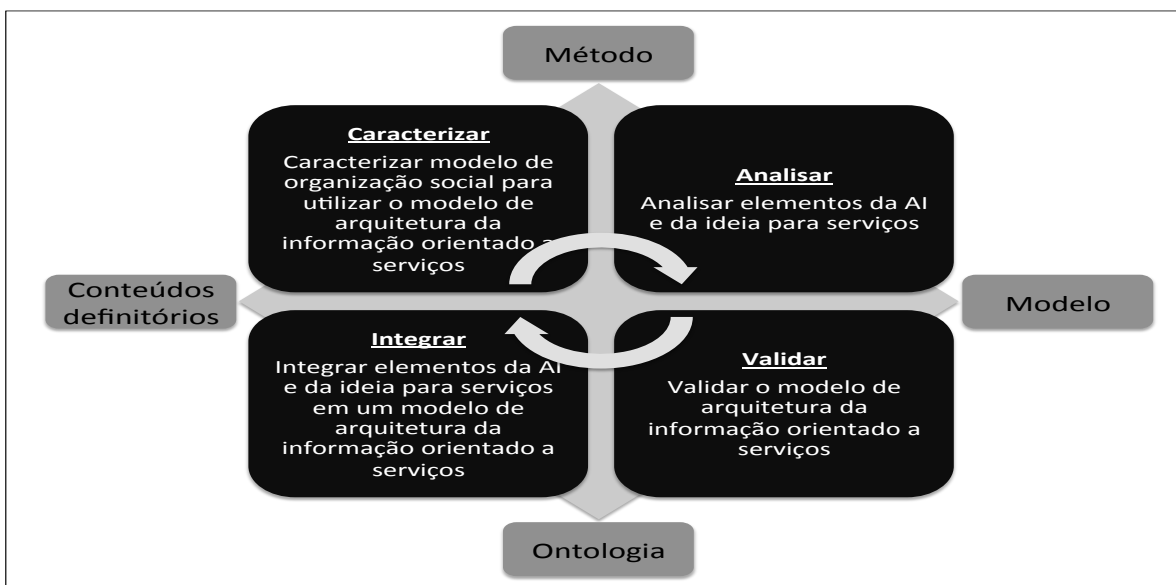 Método
Caracterizar
Caracterizar modelo de
organização social para
utilizar o modelo de
arquitetura da
informação orientado a
serviços
Analisar
Analisar elementos da AI
e da ideia para serviços
Conteúdos
definitórios
Modelo
Integrar
Integrar elementos da AI
e da ideia para serviços
em um modelo de
arquitetura da
informação orientado a
serviços
Validar
Validar o modelo de
arquitetura da
informação orientado a
serviços
Ontologia